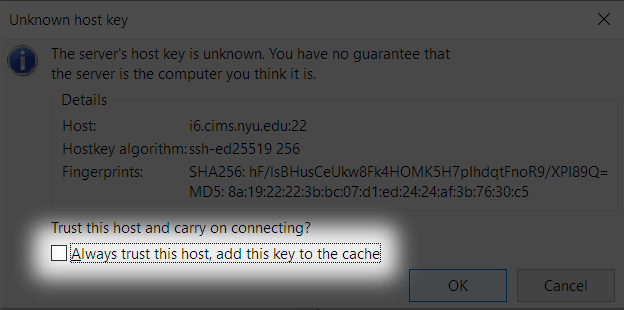 Unknown host key
The server's host key is unknown. You have no guarantee that
the server is the computer you think it is.
Details
Host: i6.cims.nyu.edu:22
Hostkey algorithm: ssh-ed25519 256
Fingerprints: SHA256: hF/IsBHusCeUkw8Fk4HOMK5H7pIhdqtFnoR9/XPI89Q=
MD5: 8a:19:22:22:3b:bc:07:d1:ed:24:24:af:3b:76:30:c5
Trust this host and carry on connecting?
Always trust this host, add this key to the cache
OK Cancel